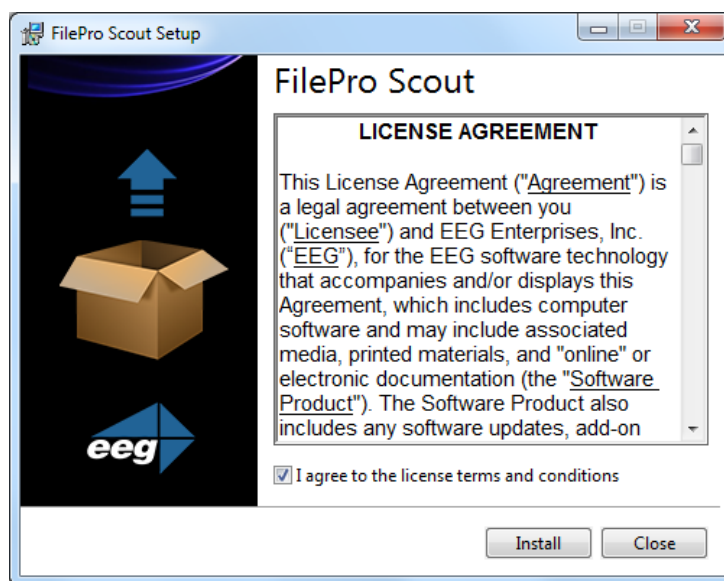 FilePro Scout Setup
FilePro Scout
LICENSE AGREEMENT
This License Agreement ("Agreement") is
a legal agreement between you
("Licensee") and EEG Enterprises, Inc.
(“EEG”), for the EEG software technology
that accompanies and/or displays this
Agreement, which includes computer
software and may include associated
media, printed materials, and "online" or
electronic documentation (the "Software
Product"). The Software Product also
includes any software updates, add-on
eeg
I agree to the license terms and conditions
Install
Close